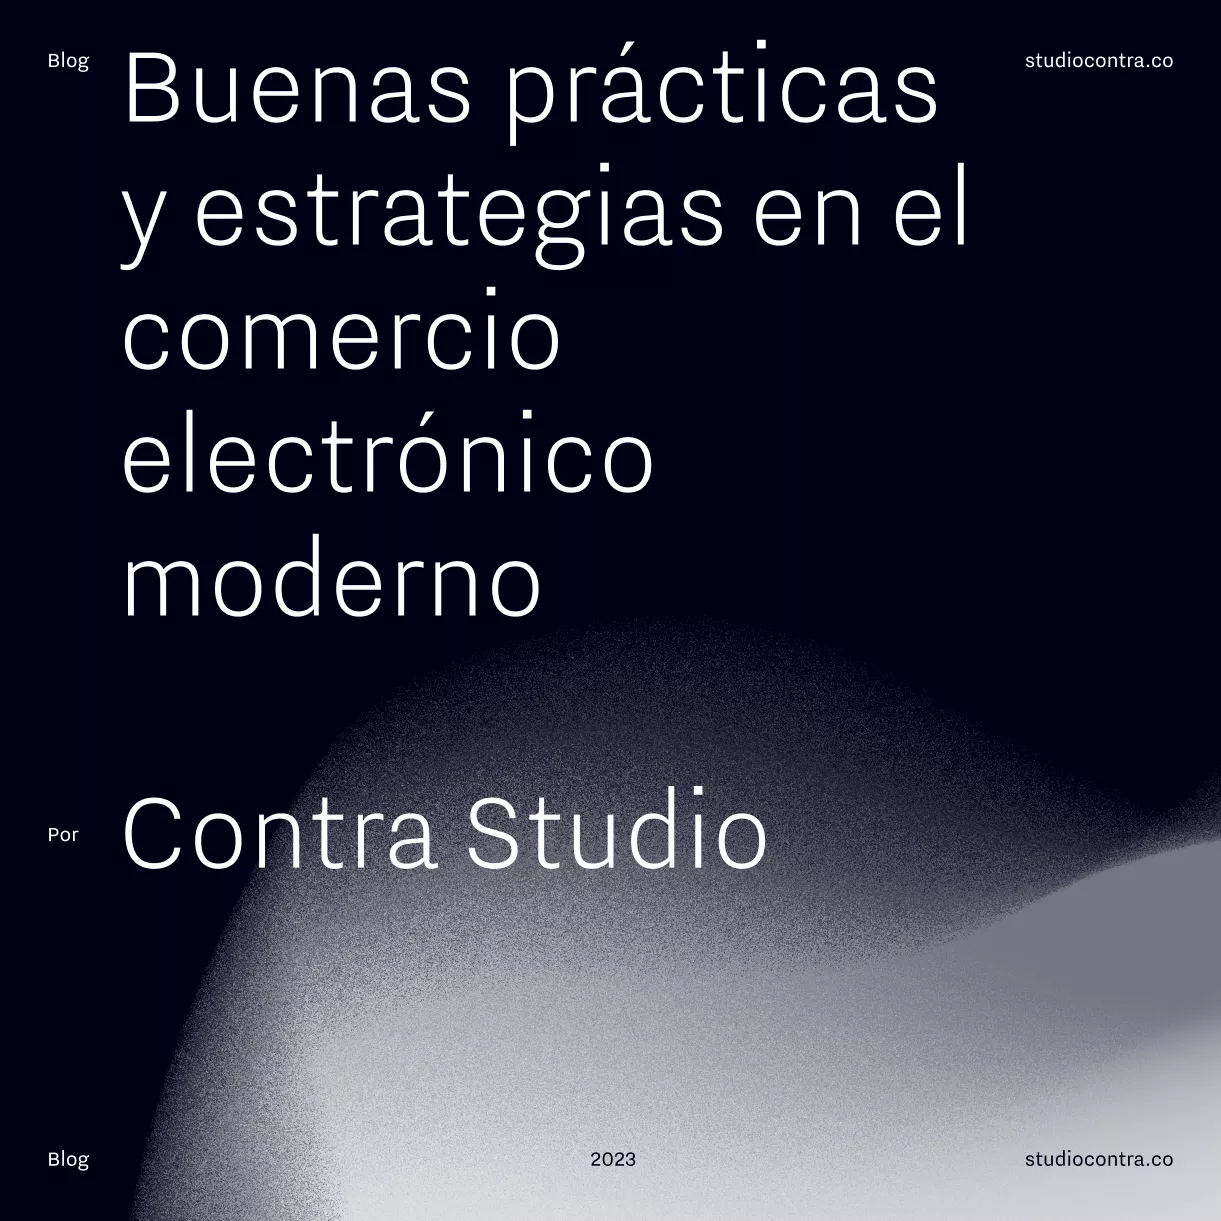 Blog
Buenas prácticas
studiocontra.co
y estrategias en el
comercio
electrónico
moderno
Por
Contra Studio
Blog
2023
studiocontra.co